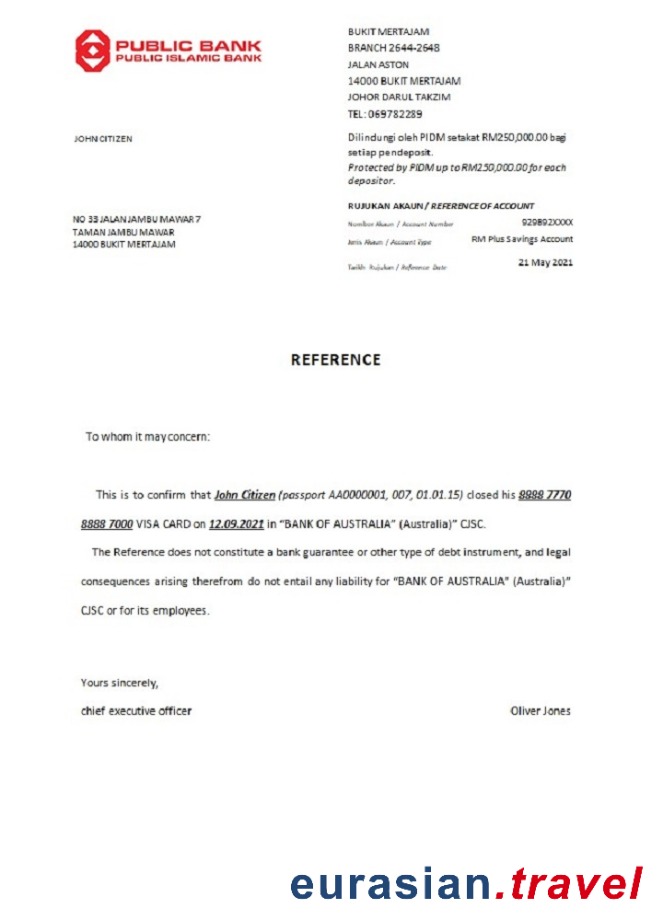 PUBLIC BANK
PUBLIC ISLAMIC BANK
BUKIT MERTAJAM
BRANCH 2644-2648
JALAN ASTON
14000 BUKIT MERTAJAM
JOHOR DARUL TAKZIM
TEL: 069782289
JOHN CITIZEN
Dilindungi oleh PIDM setakat RM250,000.00 bagi
setiap pendeposit.
Protected by PIDM up to RM250,000.00 for each
depositor.
NO 33 JALAN JAMBU MAWAR 7
TAMAN JAMBU MAWAR
14000 BUKIT MERTAJAM
RUJUKAN AKAUN / REFERENCE OF ACCOUNT
Nombor Akaun / Account Number 929892XXXX
Jenis Akaun / Account Type RM Plus Savings Account
Tarikh Rujukan / Reference Date 21 May 2021
REFERENCE
To whom it may concern:
This is to confirm that John Citizen (passport AA0000001, 007, 01.01.15) closed his 8888 7770
8888 7000 VISA CARD on 12.09.2021 in “BANK OF AUSTRALIA” (Australia)” CJSC.
The Reference does not constitute a bank guarantee or other type of debt instrument, and legal
consequences arising therefrom do not entail any liability for “BANK OF AUSTRALIA” (Australia)”
CJSC or for its employees.
Yours sincerely,
chief executive officer Oliver Jones
eurasian.travel